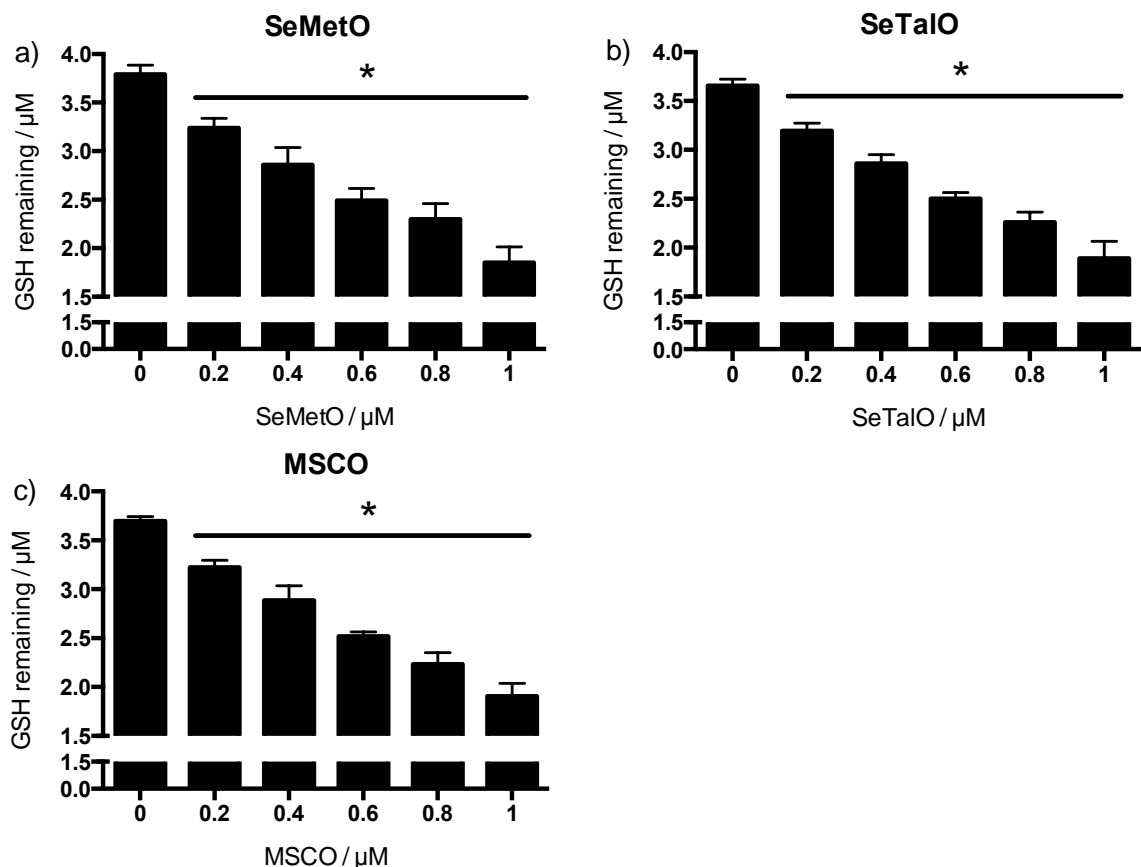 SeMetO
a)
*
4.0
3.5
3.0
2.5
2.0
1.5
1.5
0.0
GSH remaining / µM
0 0.2 0.4 0.6 0.8 1
SeMetO / µM
SeTalO
b)
*
4.0
3.5
3.0
2.5
2.0
1.5
1.5
0.0
GSH remaining / µM
0 0.2 0.4 0.6 0.8 1
SeTalO / µM
MSCO
c)
*
4.0
3.5
3.0
2.5
2.0
1.5
1.5
0.0
GSH remaining / µM
0 0.2 0.4 0.6 0.8 1
MSCO / µM